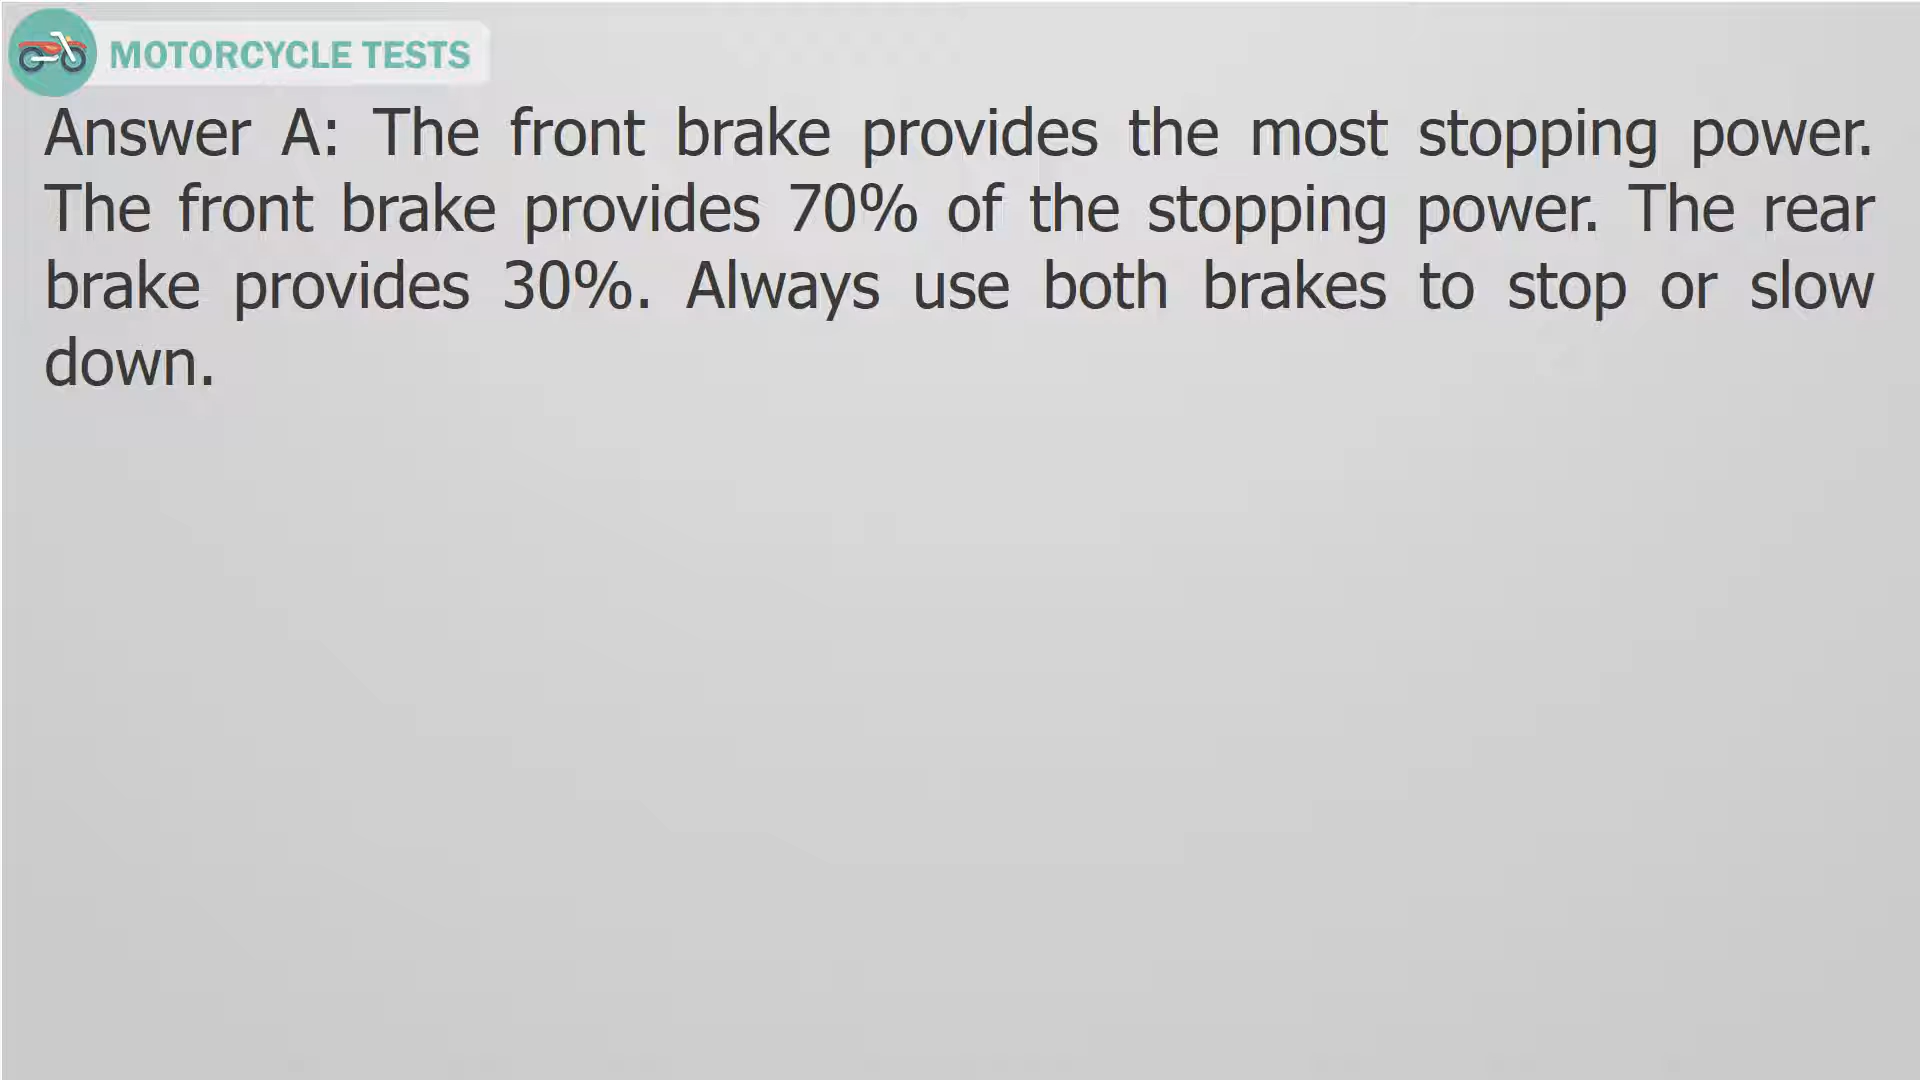 MOTORCYCLE TESTS
Answer A: The front brake provides the most stopping power.
The front brake provides 70% of the stopping power. The rear
brake provides 30%. Always use both brakes to stop or slow
down.